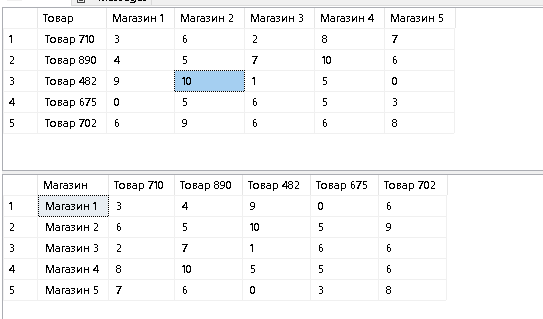 Товар Магазин 1 Магазин 2 Магазин 3 Магазин 4 Магазин 5
1 Товар 710 3 6 2 8 7
2 Товар 890 4 5 7 10 6
3 Товар 482 9 10 1 5 0
4 Товар 675 0 5 6 5 3
5 Товар 702 6 9 6 6 8
Магазин Товар 710 Товар 890 Товар 482 Товар 675 Товар 702
1 Магазин 1 3 4 9 0 6
2 Магазин 2 6 5 10 5 9
3 Магазин 3 2 7 1 6 6
4 Магазин 4 8 10 5 5 6
5 Магазин 5 7 6 0 3 8